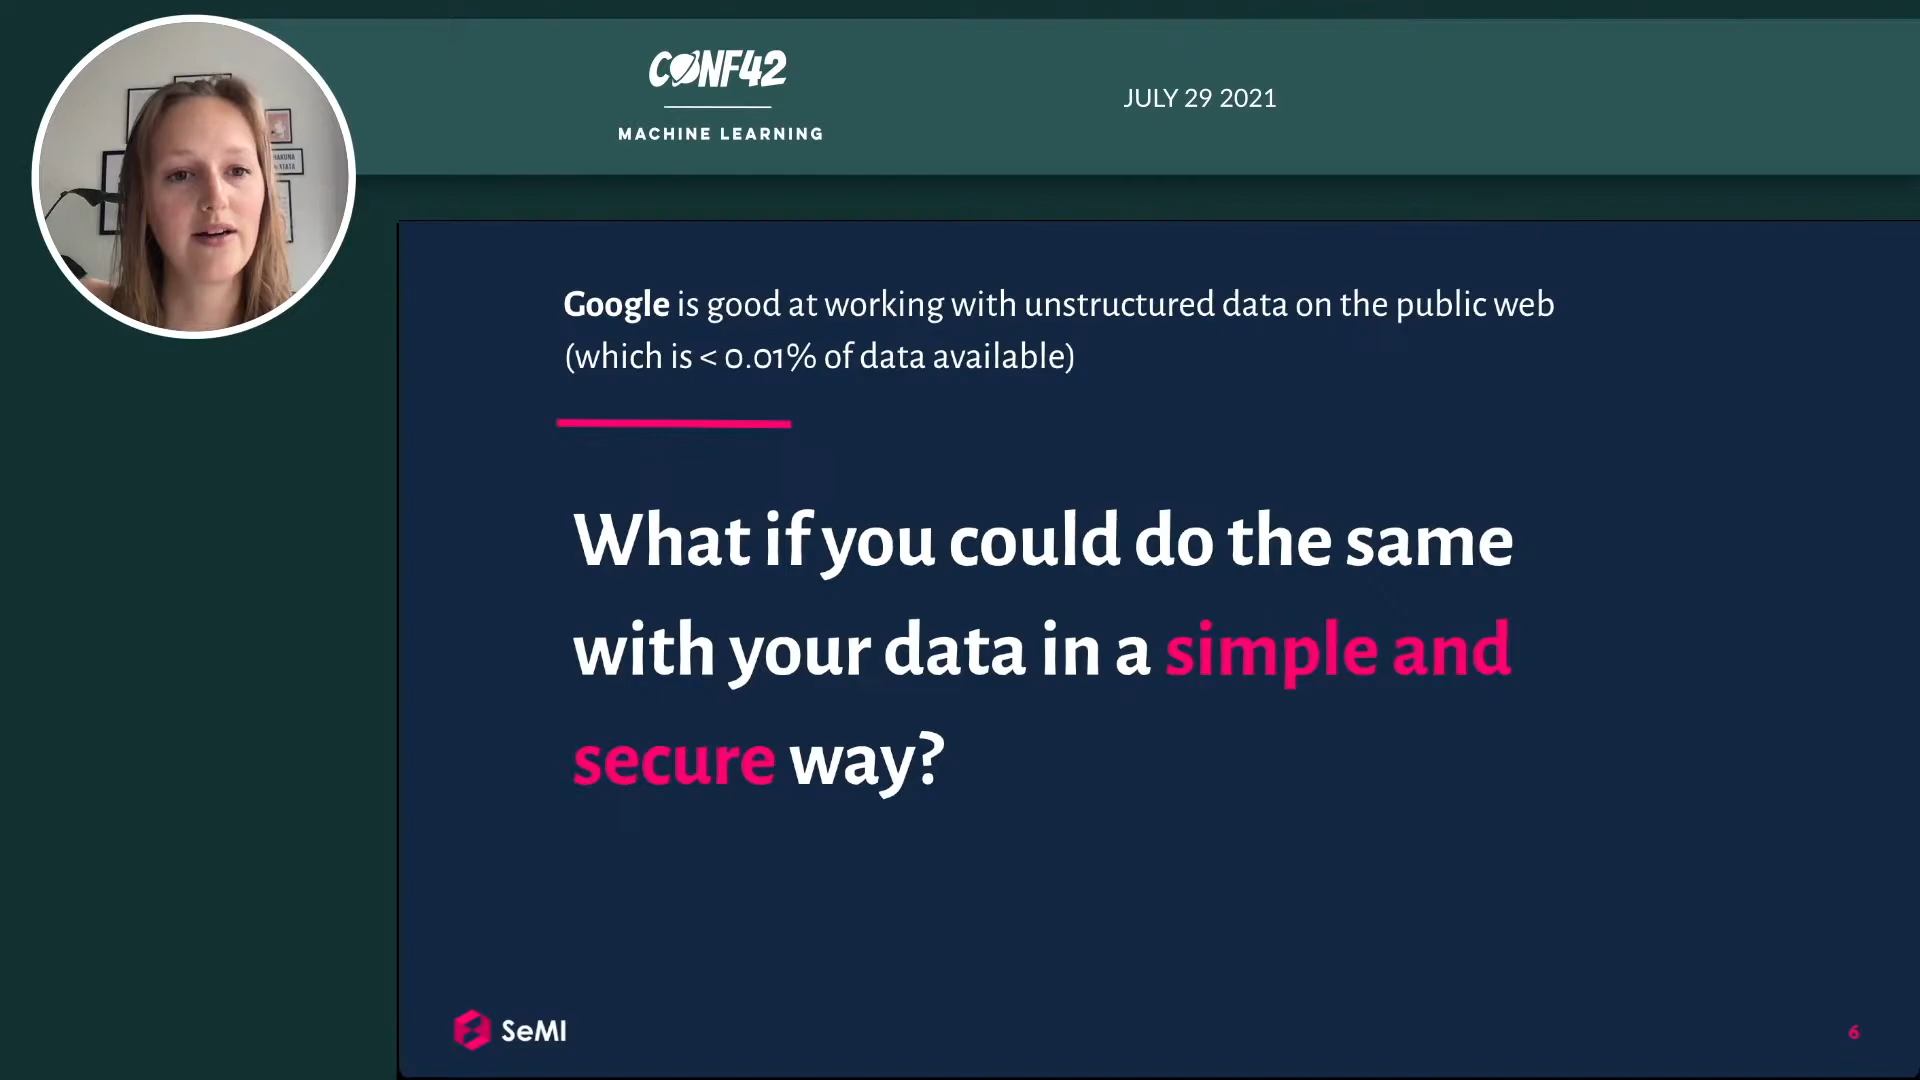 CONF42
MACHINE LEARNING
JULY 29 2021
HAKUNA
Google is good at working with unstructured data on the public web
(which is < 0.01% of data available)
What if you could do the same
with your data in a simple and
secure way?
SeMI
6